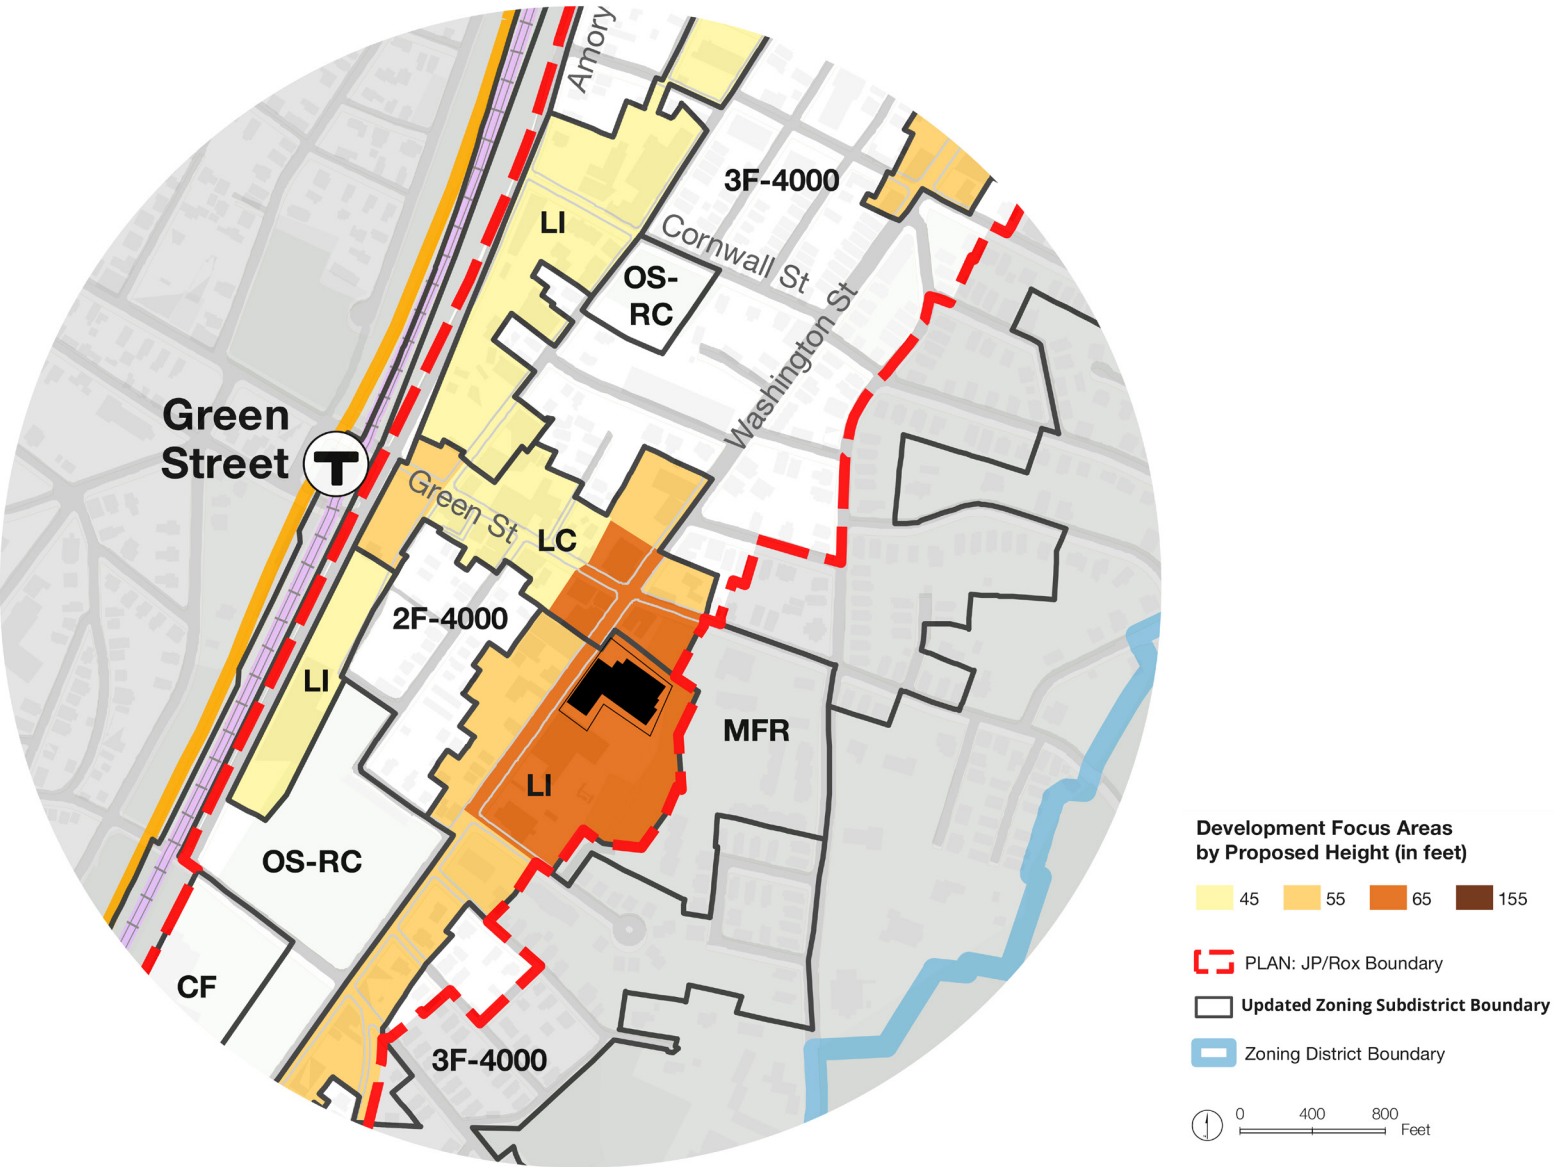 Amory
3F-4000
LI
Cornwall St
OS-
RC
Washington St
Green
Street
T
Green St
LC
2F-4000
LI
MFR
LI
OS-RC
CF
3F-4000
Development Focus Areas
by Proposed Height (in feet)
45 55 65 155
PLAN: JP/Rox Boundary
Updated Zoning Subdistrict Boundary
Zoning District Boundary
0 400 800
Feet